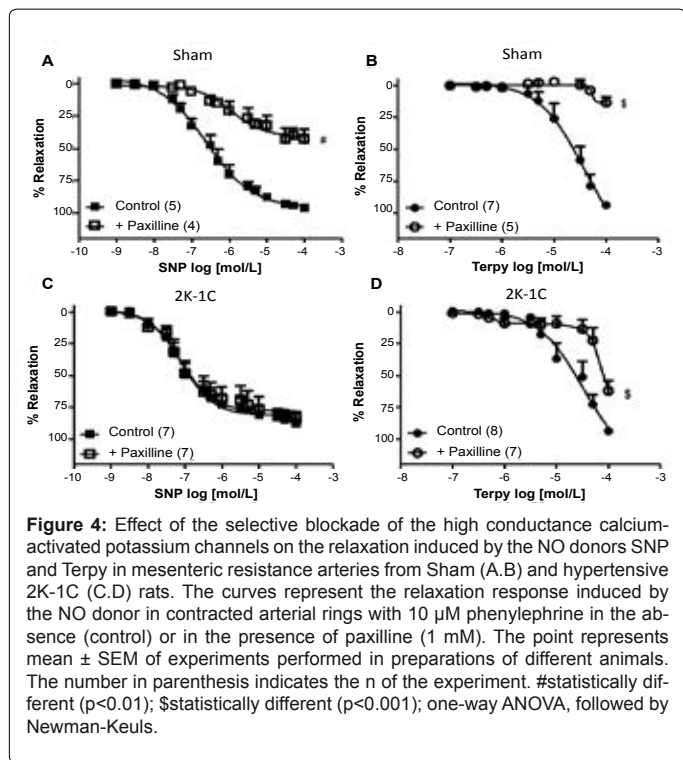 Sham
Sham
A
B
0
25
50
75
100
% Relaxation
#
Control (5)
+ Paxilline (4)
-10 -9 -8 -7 -6 -5 -4 -3
SNP log [mol/L]
0
25
50
75
100
% Relaxation
$
Control (7)
+ Paxilline (5)
-8 -7 -6 -5 -4 -3
Terpy log [mol/L]
2K-1C
2K-1C
C
D
0
25
50
75
100
% Relaxation
Control (7)
+ Paxilline (7)
-10 -9 -8 -7 -6 -5 -4 -3
SNP log [mol/L]
0
25
50
75
100
% Relaxation
$
Control (8)
+ Paxilline (7)
-8 -7 -6 -5 -4 -3
Terpy log [mol/L]
Figure 4: Effect of the selective blockade of the high conductance calcium-
activated potassium channels on the relaxation induced by the NO donors SNP
and Terpy in mesenteric resistance arteries from Sham (A.B) and hypertensive
2K-1C (C.D) rats. The curves represent the relaxation response induced by
the NO donor in contracted arterial rings with 10 µM phenylephrine in the ab-
sence (control) or in the presence of paxilline (1 mM). The point represents
mean ± SEM of experiments performed in preparations of different animals.
The number in parenthesis indicates the n of the experiment. #statistically dif-
ferent (p<0.01); $statistically different (p<0.001); one-way ANOVA, followed by
Newman-Keuls.